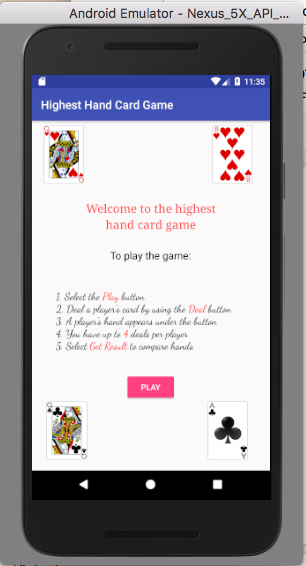 Android Emulator - Nexus_5X_API_...
11:35
Highest Hand Card Game
Welcome to the highest
hand card game
To play the game:
1. Select the Play button
2. Deal a player's card by using the Deal button
3. A player's hand appears under the button
4. You have up to 4 deals per player
5. Select Get Result to compare hands
PLAY
Q
A